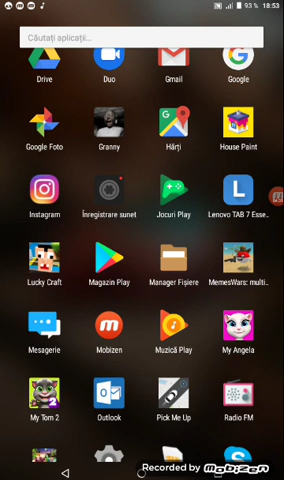 93 % 18:53
Căutați aplicații...
Drive Duo Gmail Google
Google Foto Granny Hărți House Paint
Instagram Înregistrare sunet Jocuri Play Lenovo TAB 7 Esse..
L
Lucky Craft Magazin Play Manager Fișiere MemesWars: multi..
Mesagerie Mobizen Muzică Play My Angela
My Tom 2 Outlook Pick Me Up Radio FM
Recorded by mobizen